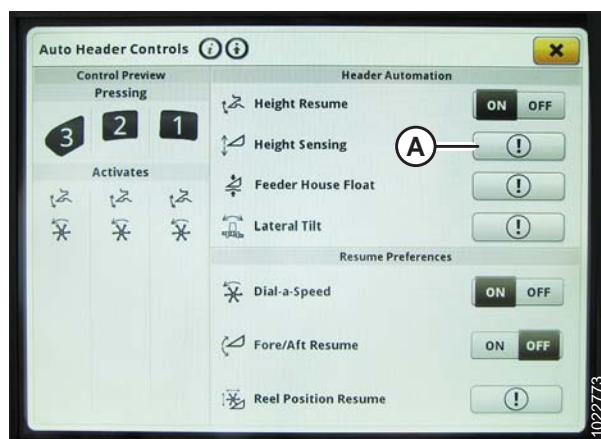 Auto Header Controls
Control Preview
Pressing
3 2 1
Activates
Header Automation
Height Resume ON OFF
Height Sensing A !
Feeder House Float !
Lateral Tilt !
Resume Preferences
Dial-a-Speed ON OFF
Fore/Aft Resume ON OFF
Reel Position Resume !
1022773